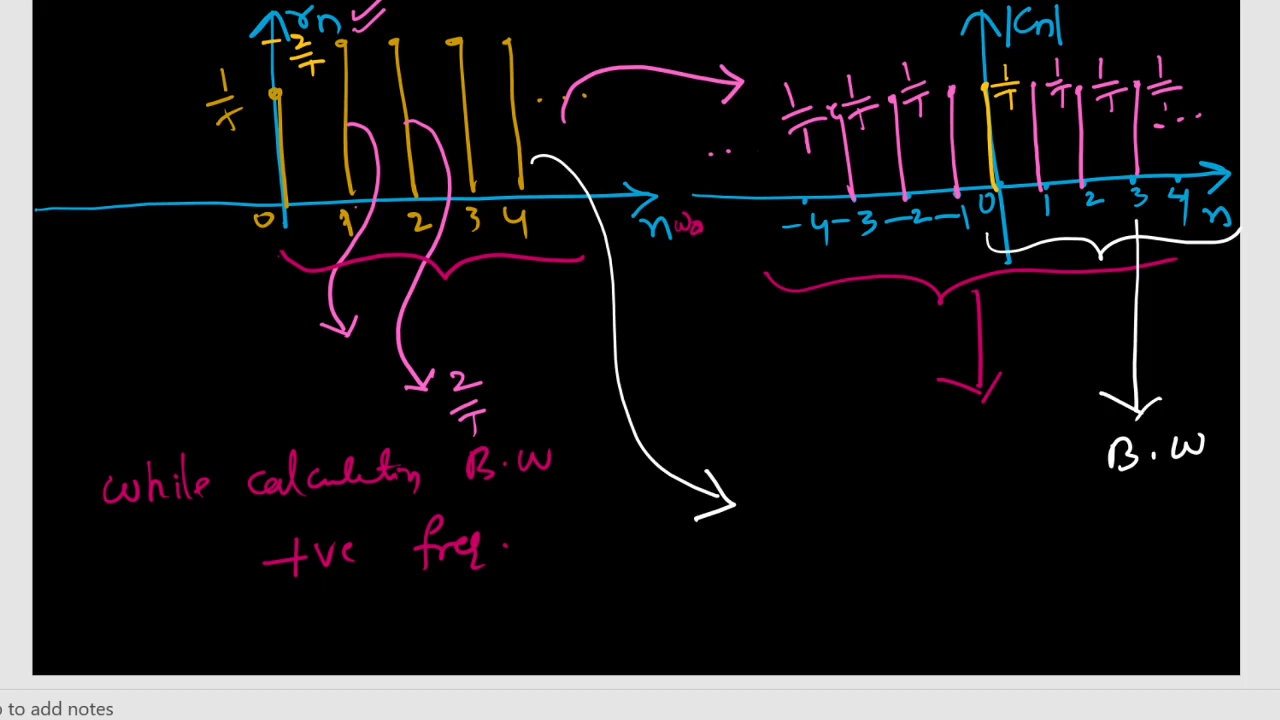 rn
2/T
1/T
...
0 1 2 3 4 nω₀
|Cn|
1/T 1/T 1/T 1/T 1/T 1/T 1/T
.. ...
-4 -3 -2 -1 0 1 2 3 4 n
2/T
B.W
while calculating B.W
+ve freq.
to add notes